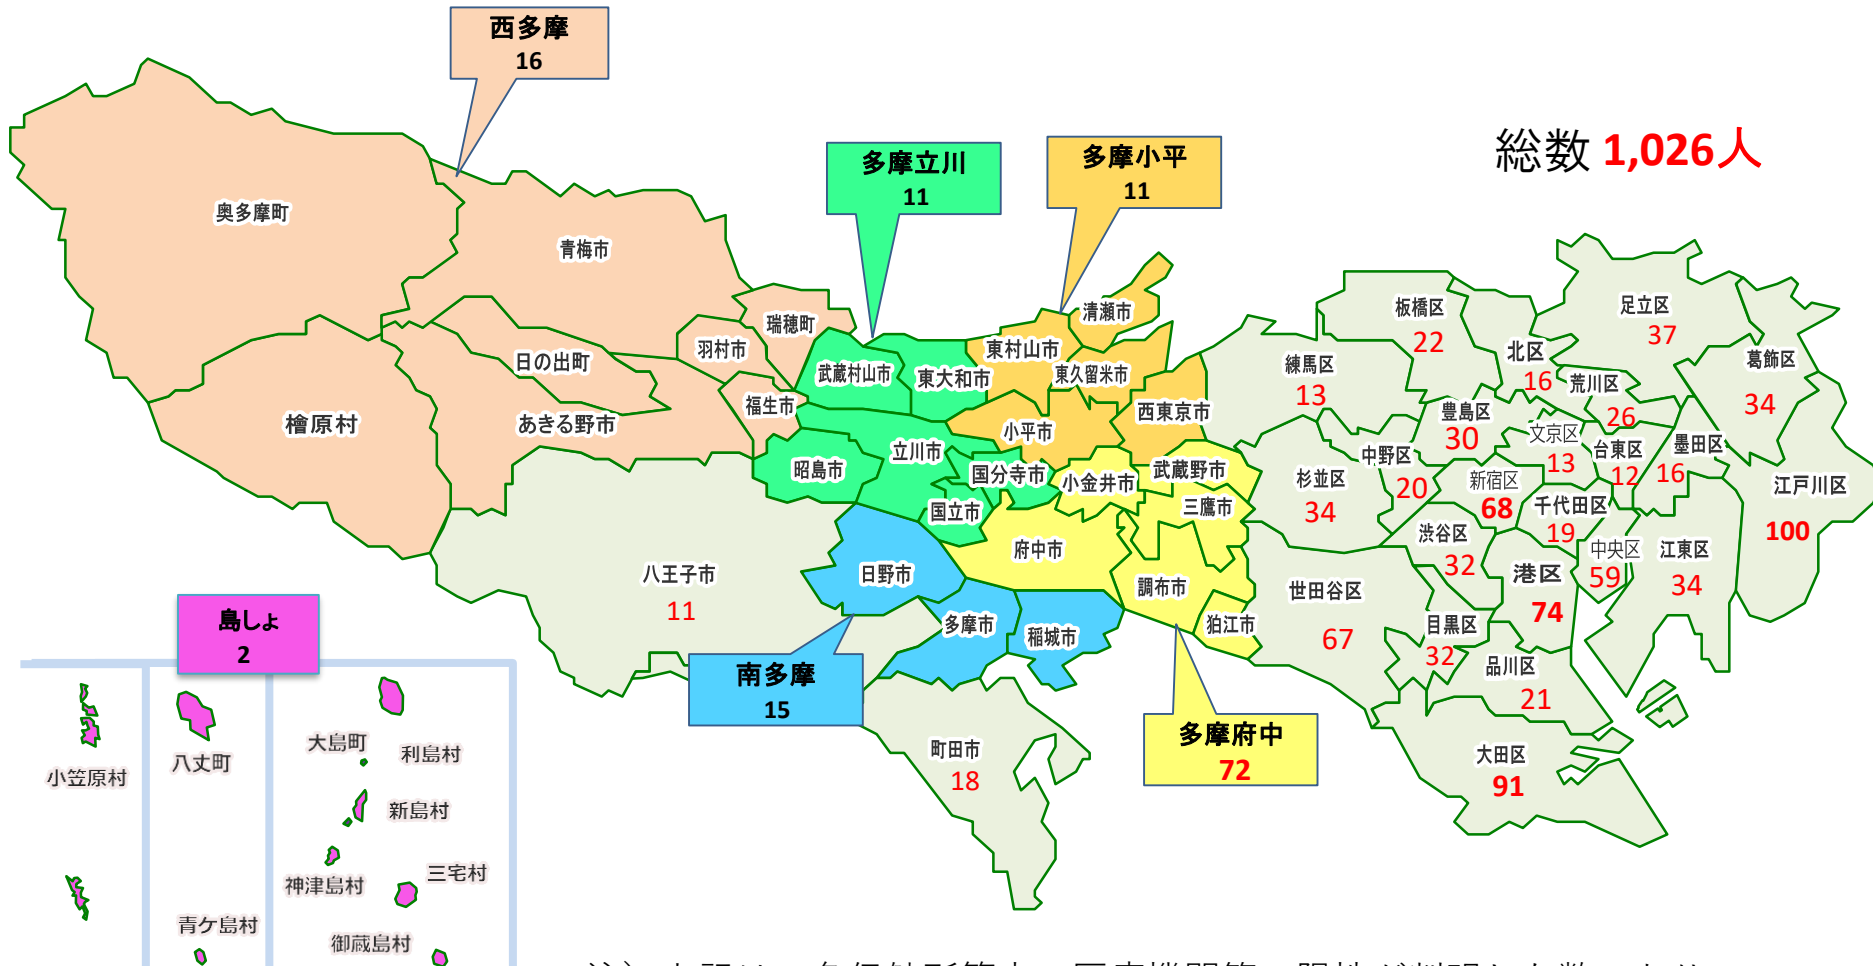 西多摩
16
多摩立川
11
多摩小平
11
総数 1,026人
奥多摩町
青梅市
瑞穂町
羽村市
日の出町
福生市
あきる野市
檜原村
武蔵村山市
東大和市
東村山市
清瀬市
東久留米市
西東京市
小平市
立川市
昭島市
国分寺市
国立市
小金井市
武蔵野市
三鷹市
府中市
調布市
狛江市
八王子市
11
日野市
多摩市
稲城市
南多摩
15
多摩府中
72
町田市
18
板橋区
22
北区
16
足立区
37
葛飾区
34
荒川区
26
練馬区
13
豊島区
30
文京区
13
台東区
12
墨田区
16
中野区
20
杉並区
34
新宿区
68
千代田区
19
江戸川区
100
渋谷区
32
中央区
59
江東区
34
港区
74
世田谷区
67
目黒区
32
品川区
21
大田区
91
島しょ
2
小笠原村
八丈町
青ケ島村
大島町
利島村
新島村
神津島村
三宅村
御蔵島村